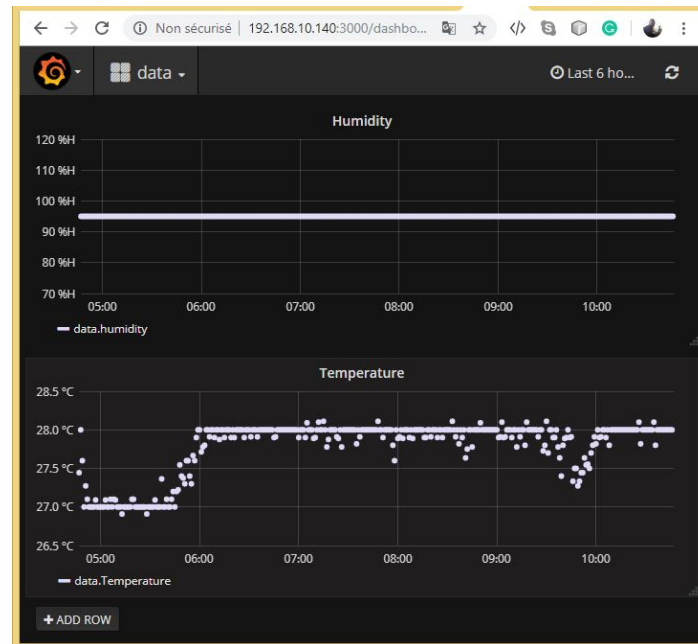 Non sécurisé | 192.168.10.140:3000/dashbo...
data
Last 6 ho...
Humidity
120 %H
110 %H
100 %H
90 %H
80 %H
70 %H
05:00 06:00 07:00 08:00 09:00 10:00
data.humidity
Temperature
28.5 °C
28.0 °C
27.5 °C
27.0 °C
26.5 °C
05:00 06:00 07:00 08:00 09:00 10:00
data.Temperature
+ ADD ROW